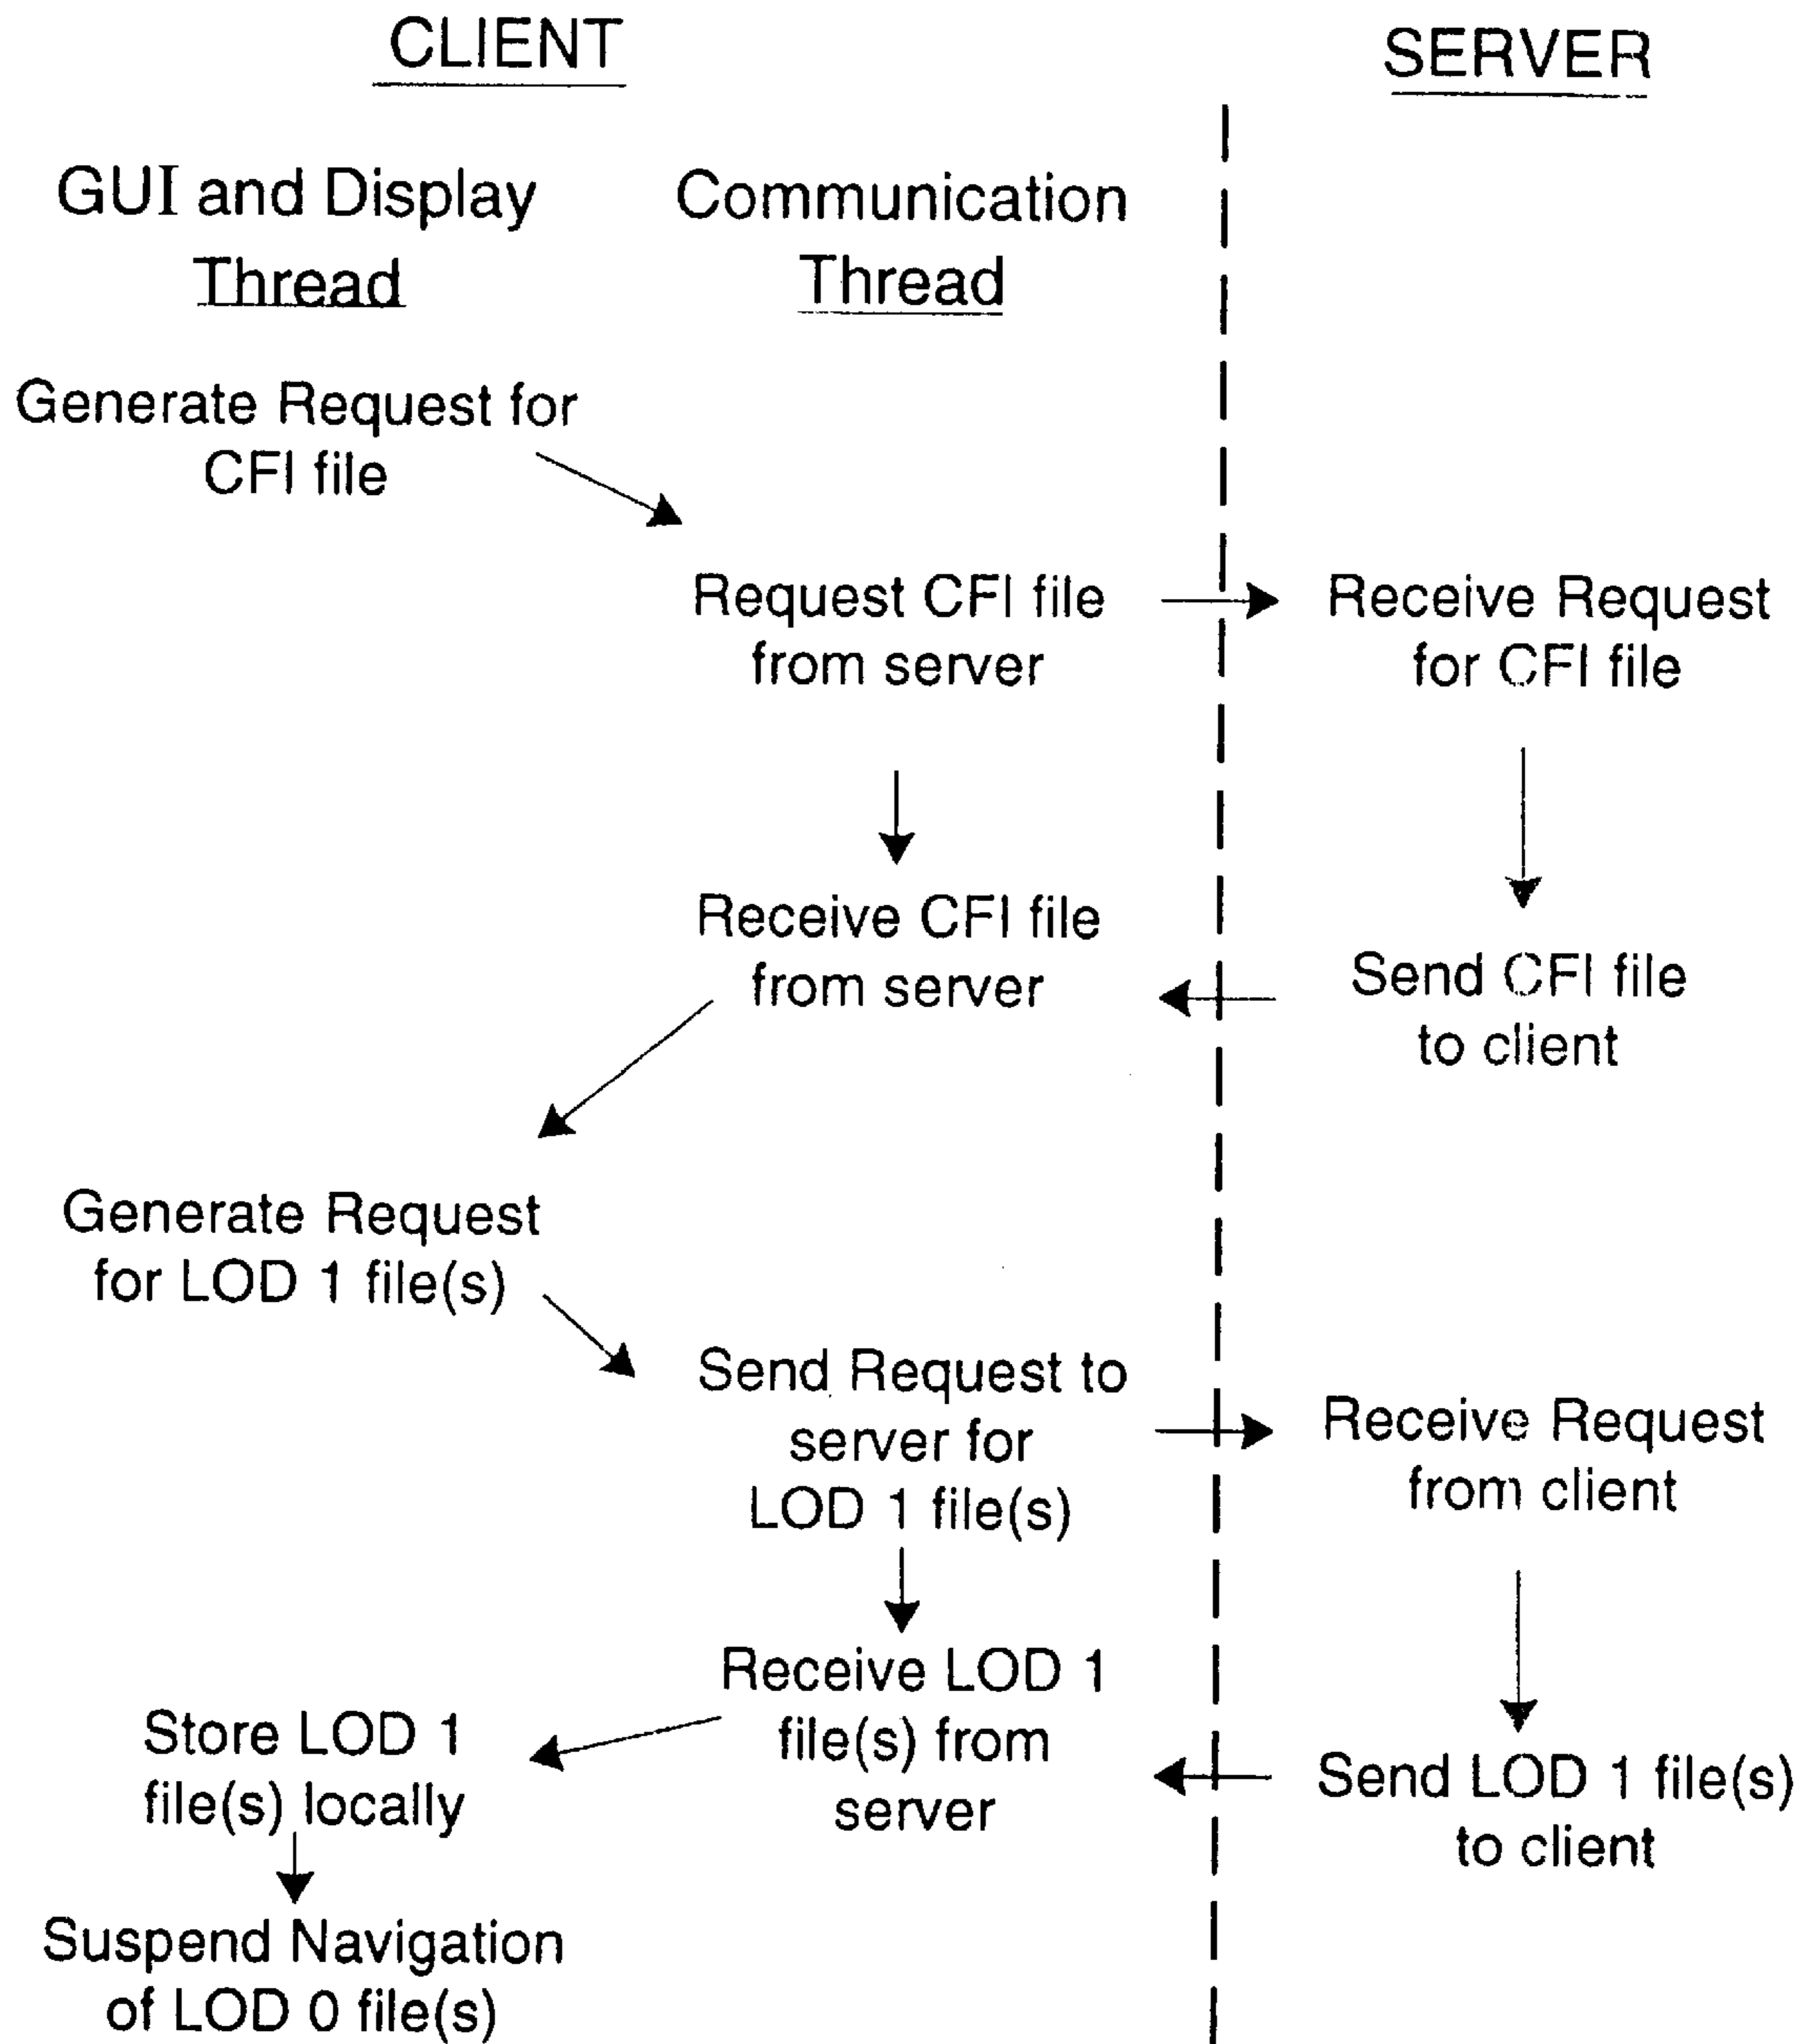 CLIENT
SERVER
GUI and Display
Thread
Communication
Thread
Generate Request for
CFI file
Request CFI file
from server
Receive Request
for CFI file
Receive CFI file
from server
Send CFI file
to client
Generate Request
for LOD 1 file(s)
Send Request to
server for
LOD 1 file(s)
Receive Request
from client
Receive LOD 1
file(s) from
server
Send LOD 1 file(s)
to client
Store LOD 1
file(s) locally
Suspend Navigation
of LOD 0 file(s)